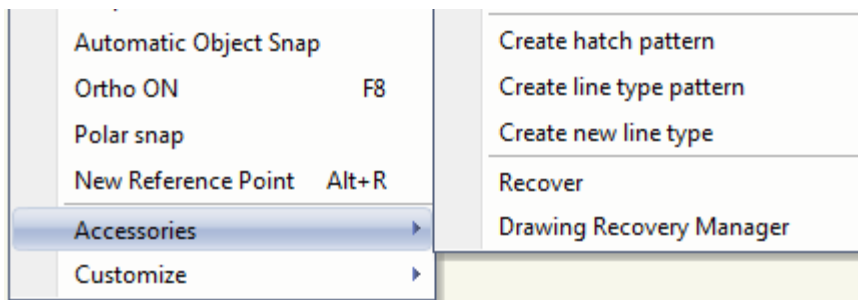 Automatic Object Snap
Ortho ON F8
Polar snap
New Reference Point Alt+R
Accessories
Customize
Create hatch pattern
Create line type pattern
Create new line type
Recover
Drawing Recovery Manager